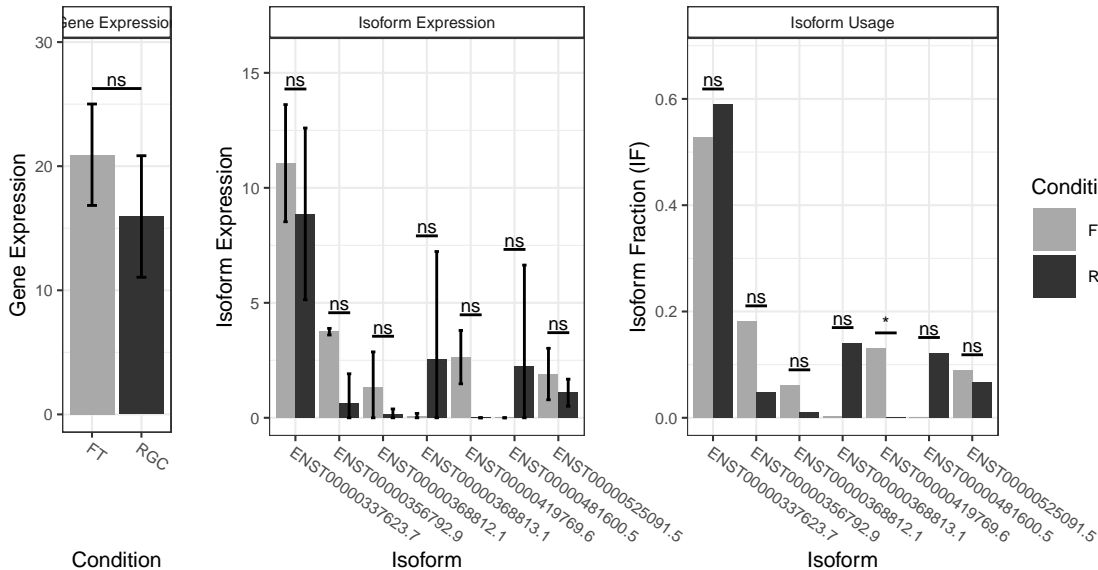 Gene Expression
Isoform Expression
Isoform Usage
30
20
10
0
Gene Expression
ns
FT
RGC
Condition
15
10
5
0
Isoform Expression
ns
ns
ns
ns
ns
ns
ns
ENST00000337623.7
ENST00000356792.9
ENST00000368812.1
ENST00000368813.1
ENST00000419769.6
ENST00000481600.5
ENST00000525091.5
Isoform
0.6
0.4
0.2
0.0
Isoform Fraction (IF)
ns
ns
ns
ns
*
ns
ns
ENST00000337623.7
ENST00000356792.9
ENST00000368812.1
ENST00000368813.1
ENST00000419769.6
ENST00000481600.5
ENST00000525091.5
Isoform
Conditi
F
R